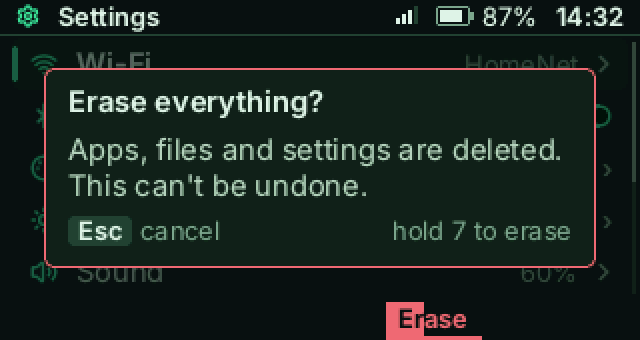 Settings 87% 14:32
Wi-Fi HomeNet
Erase everything?
Apps, files and settings are deleted.
This can't be undone.
Esc cancel hold 7 to erase
Sound 60%
Erase